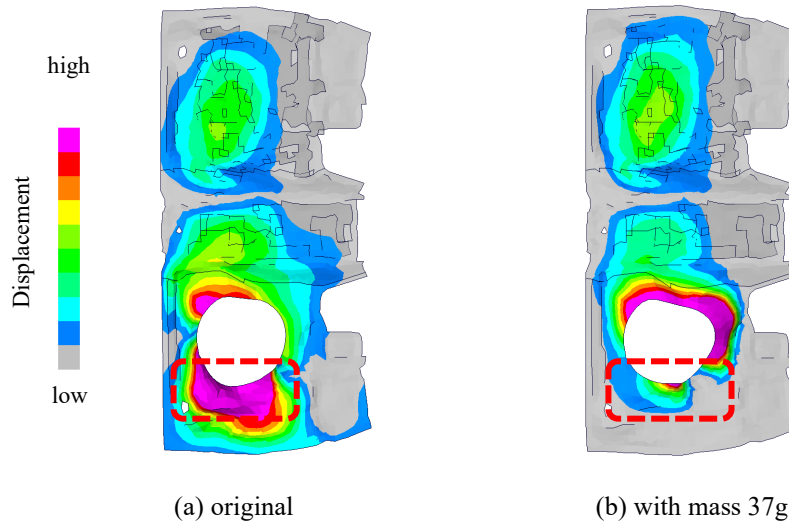 high
Displacement
low
(a) original
(b) with mass 37g